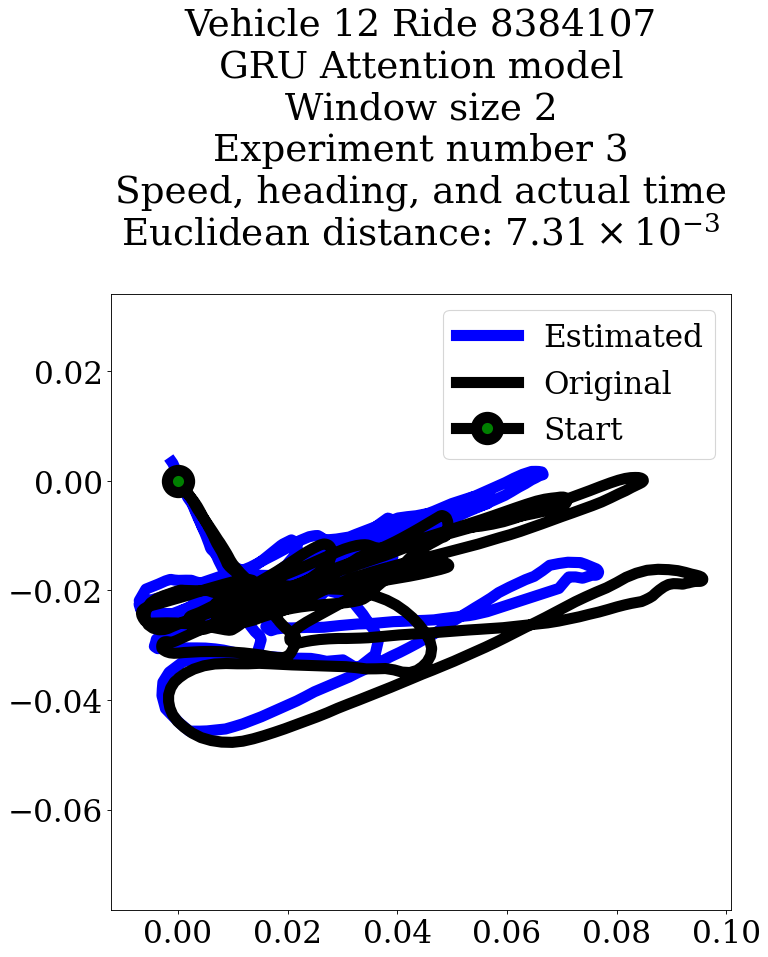 Vehicle 12 Ride 8384107
GRU Attention model
Window size 2
Experiment number 3
Speed, heading, and actual time
Euclidean distance: 7.31 × 10⁻³
Estimated
Original
Start
0.02
0.00
−0.02
−0.04
−0.06
0.00 0.02 0.04 0.06 0.08 0.10